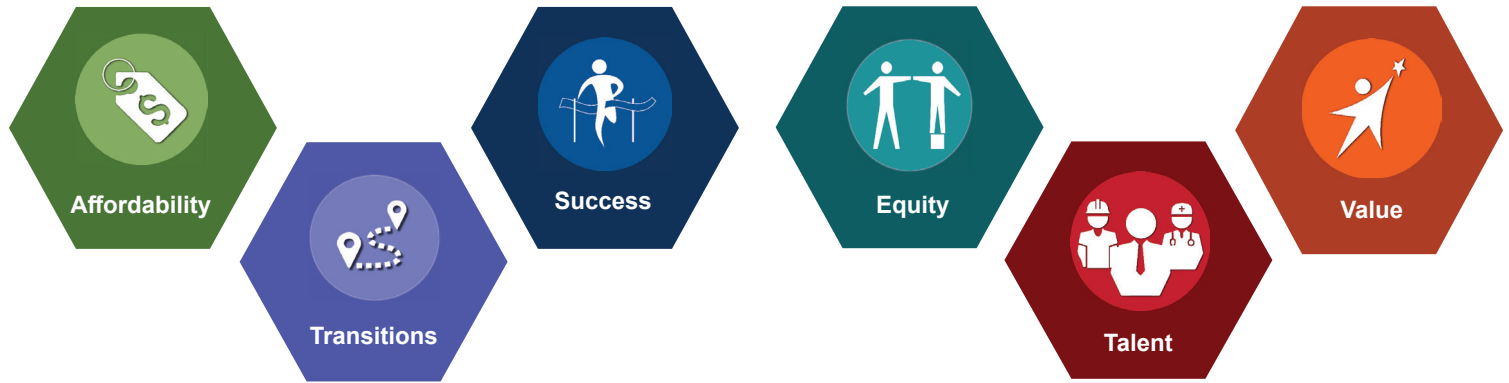 Affordability
Transitions
Success
Equity
Talent
Value